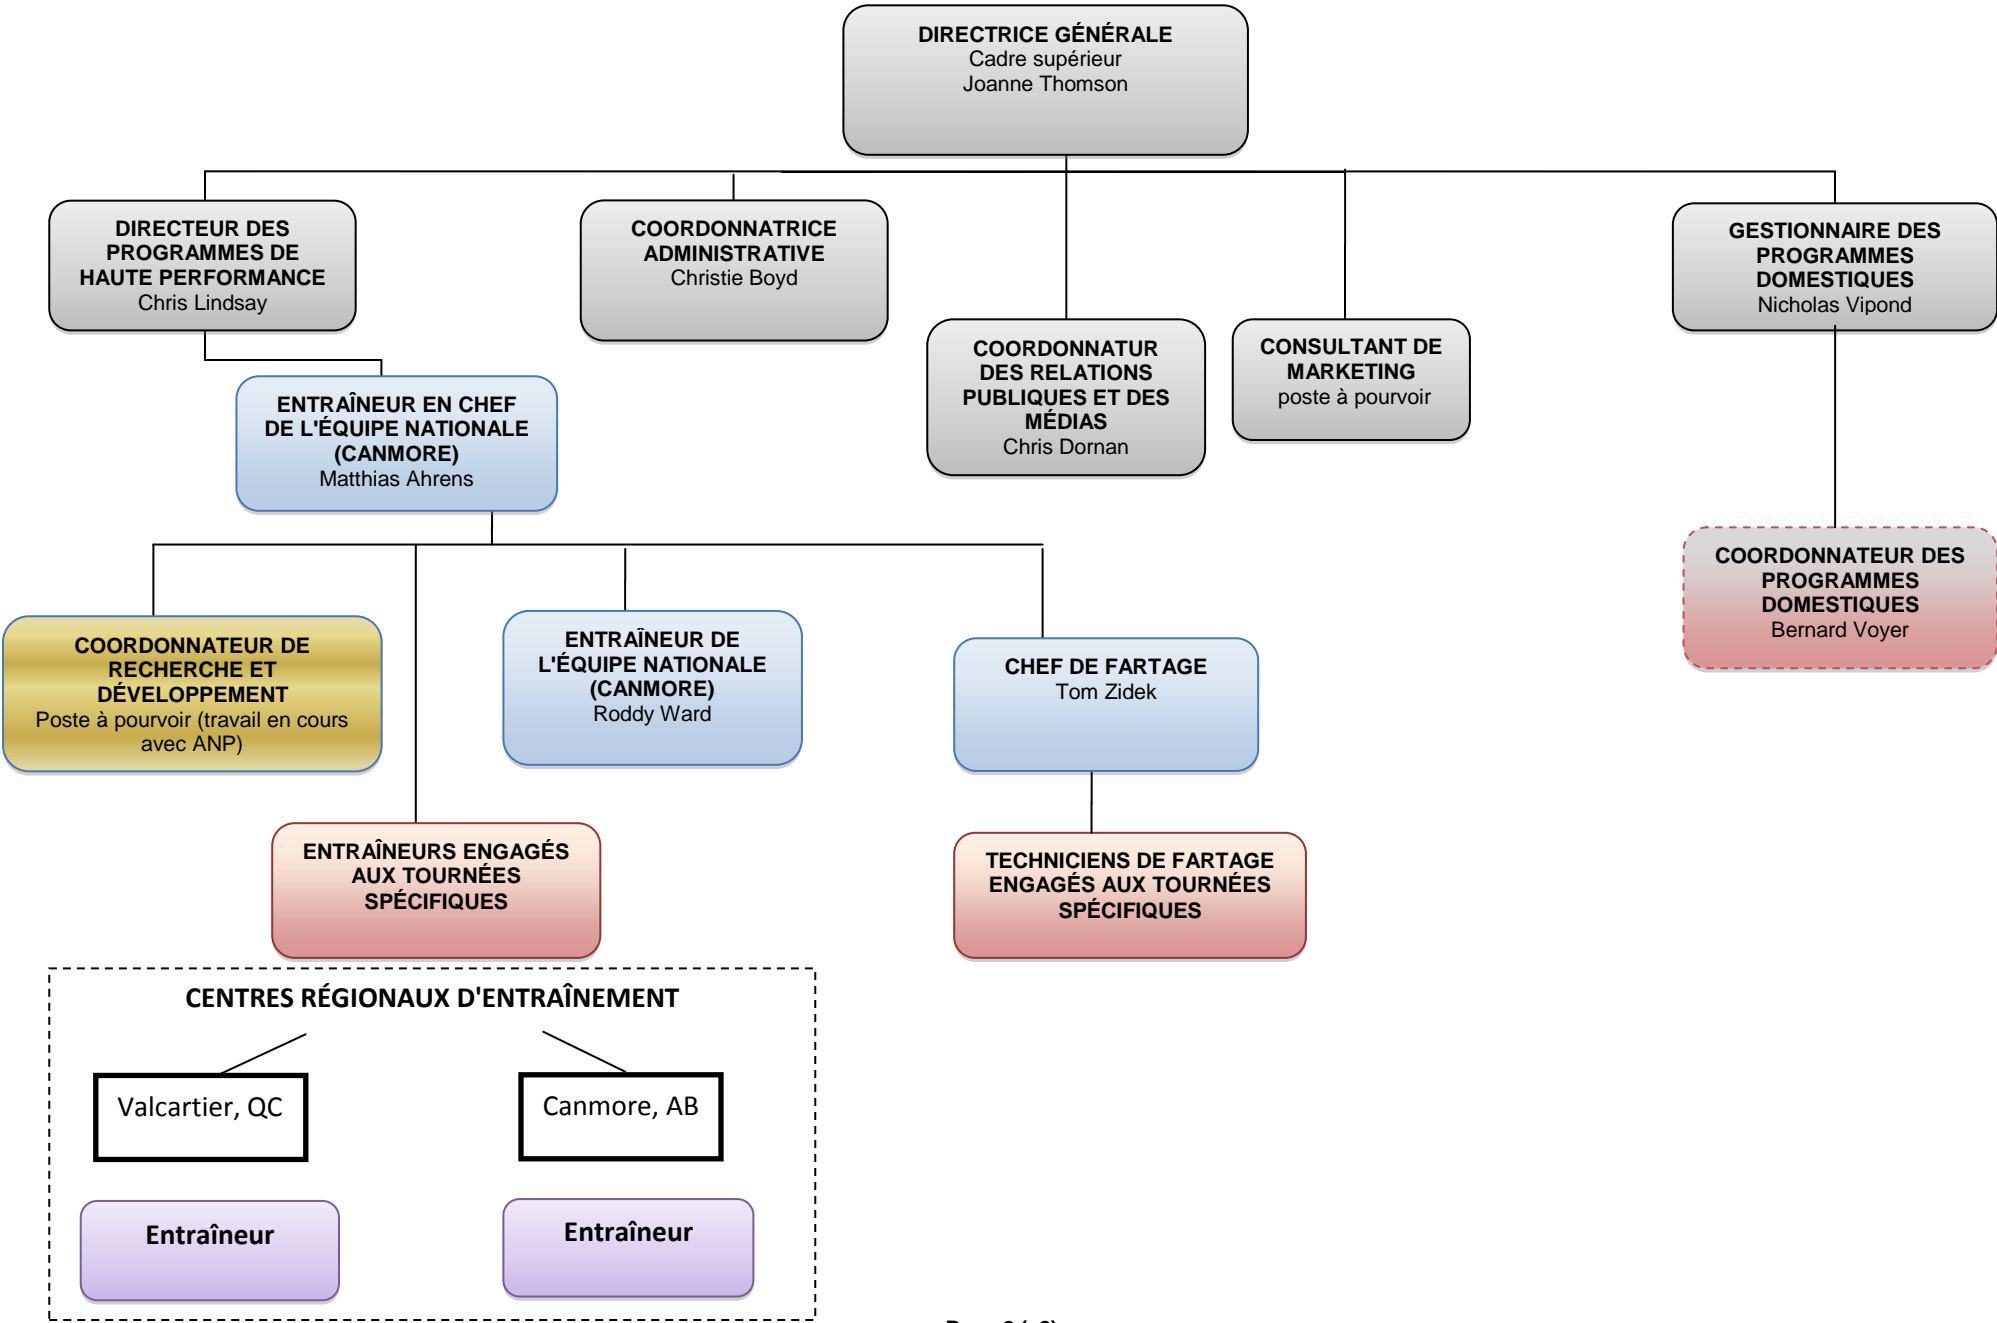 DIRECTRICE GÉNÉRALE
Cadre supérieur
Joanne Thomson
DIRECTEUR DES
PROGRAMMES DE
HAUTE PERFORMANCE
Chris Lindsay
COORDONNATRICE
ADMINISTRATIVE
Christie Boyd
GESTIONNAIRE DES
PROGRAMMES
DOMESTIQUES
Nicholas Vipond
COORDONNATUR
DES RELATIONS
PUBLIQUES ET DES
MÉDIAS
Chris Dornan
CONSULTANT DE
MARKETING
poste à pourvoir
ENTRAÎNEUR EN CHEF
DE L'ÉQUIPE NATIONALE
(CANMORE)
Matthias Ahrens
COORDONNATEUR DES
PROGRAMMES
DOMESTIQUES
Bernard Voyer
COORDONNATEUR DE
RECHERCHE ET
DÉVELOPPEMENT
Poste à pourvoir (travail en cours
avec ANP)
ENTRAÎNEUR DE
L'ÉQUIPE NATIONALE
(CANMORE)
Roddy Ward
CHEF DE FARTAGE
Tom Zidek
ENTRAÎNEURS ENGAGÉS
AUX TOURNÉES
SPÉCIFIQUES
TECHNICIENS DE FARTAGE
ENGAGÉS AUX TOURNÉES
SPÉCIFIQUES
CENTRES RÉGIONAUX D'ENTRAÎNEMENT
Valcartier, QC
Canmore, AB
Entraîneur
Entraîneur